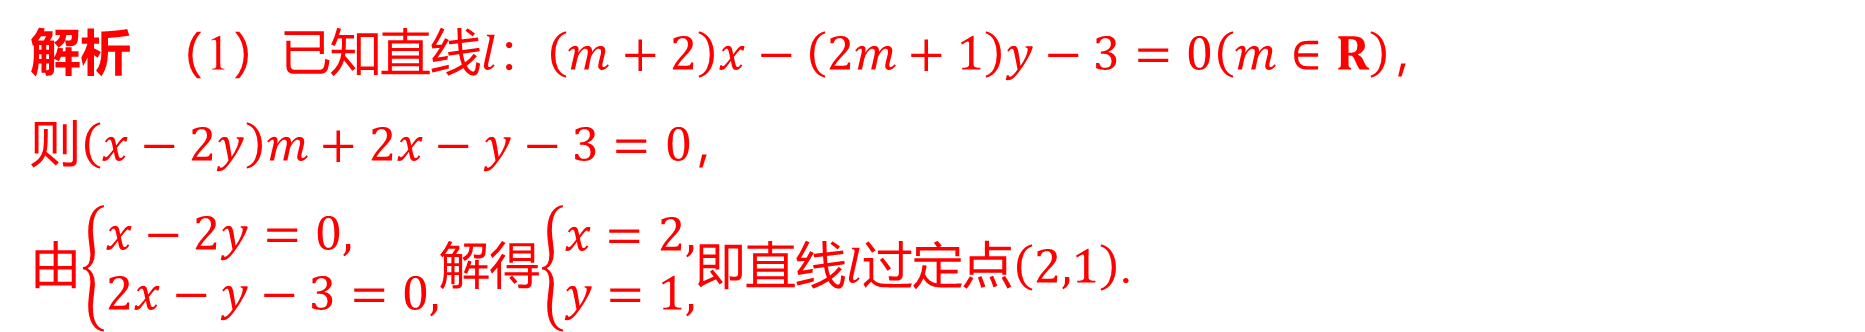 解析 （1）已知直线l：(m + 2)x − (2m + 1)y − 3 = 0(m ∈ R)，
则(x − 2y)m + 2x − y − 3 = 0，
由{x − 2y = 0, 2x − y − 3 = 0,解得{x = 2, y = 1,即直线l过定点(2,1).